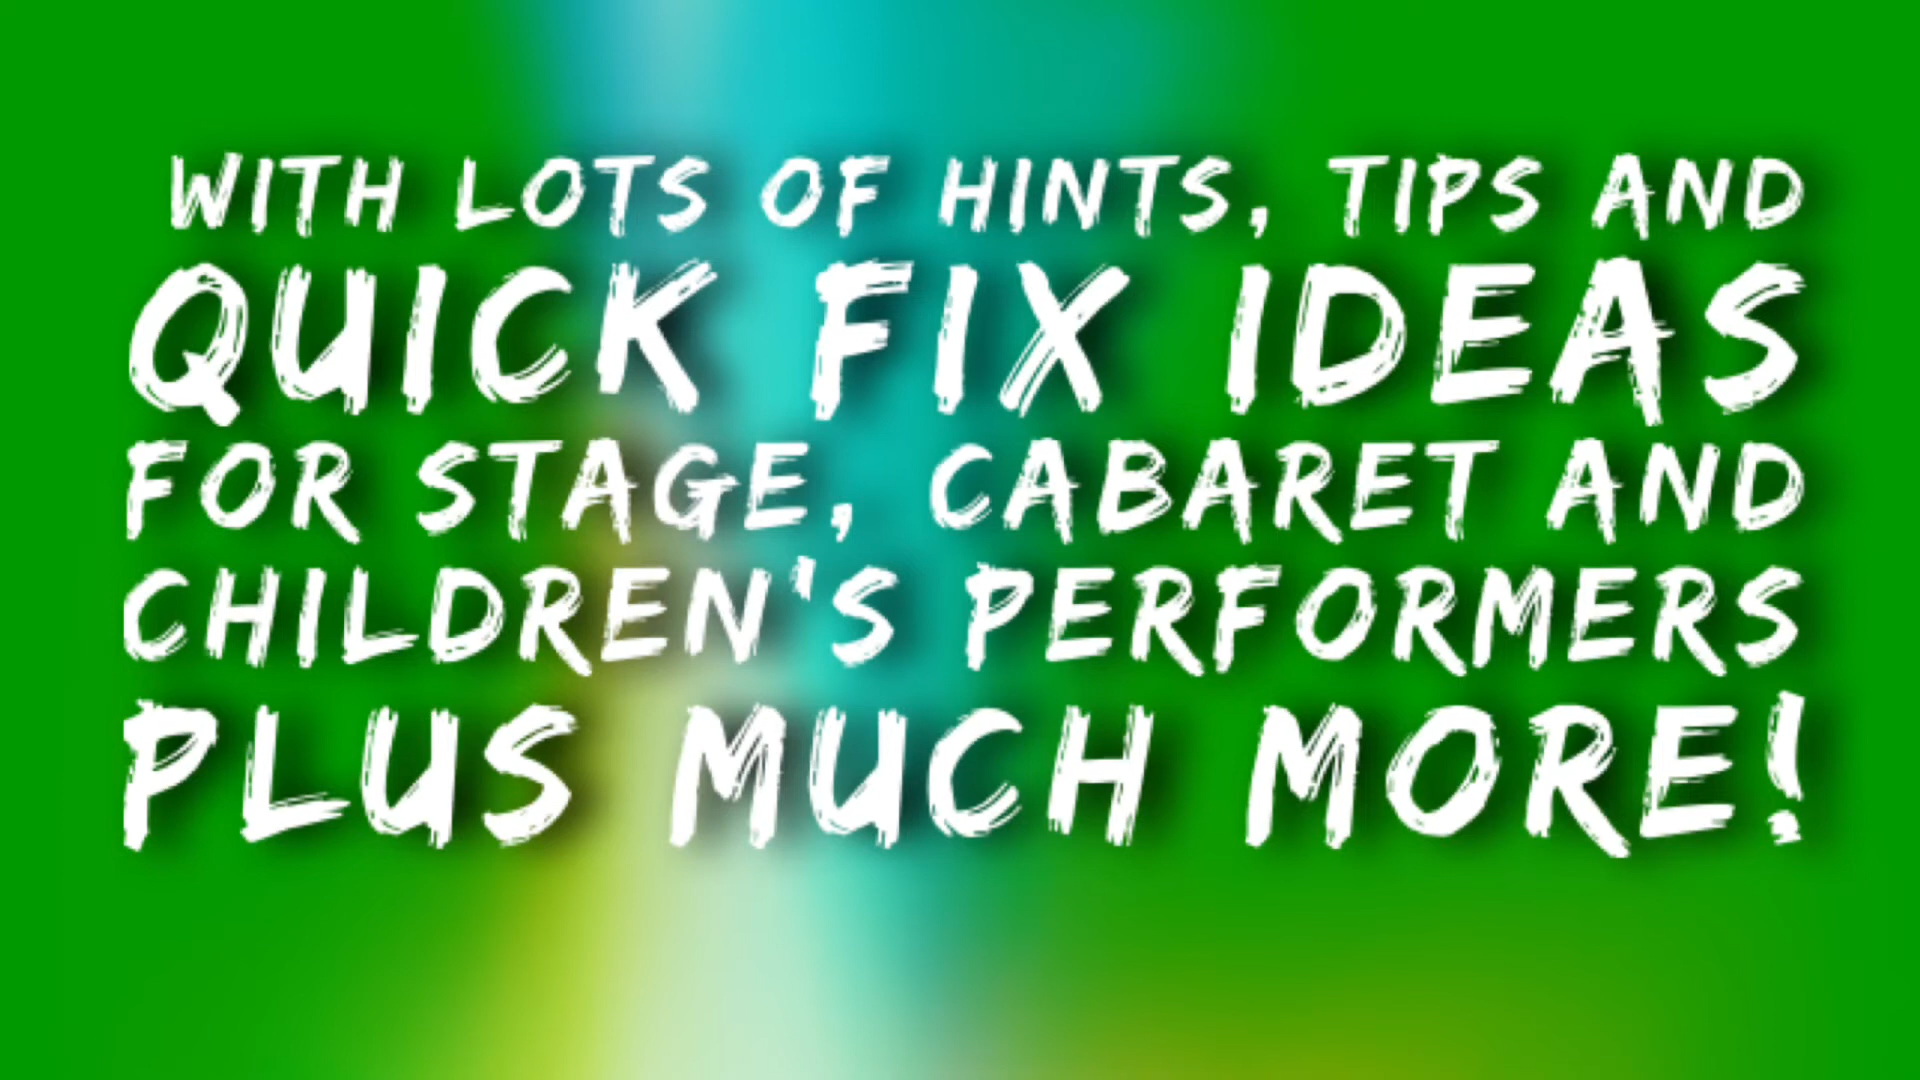 WITH LOTS OF HINTS, TIPS AND
QUICK FIX IDEAS
FOR STAGE, CABARET AND
CHILDREN'S PERFORMERS
PLUS MUCH MORE!